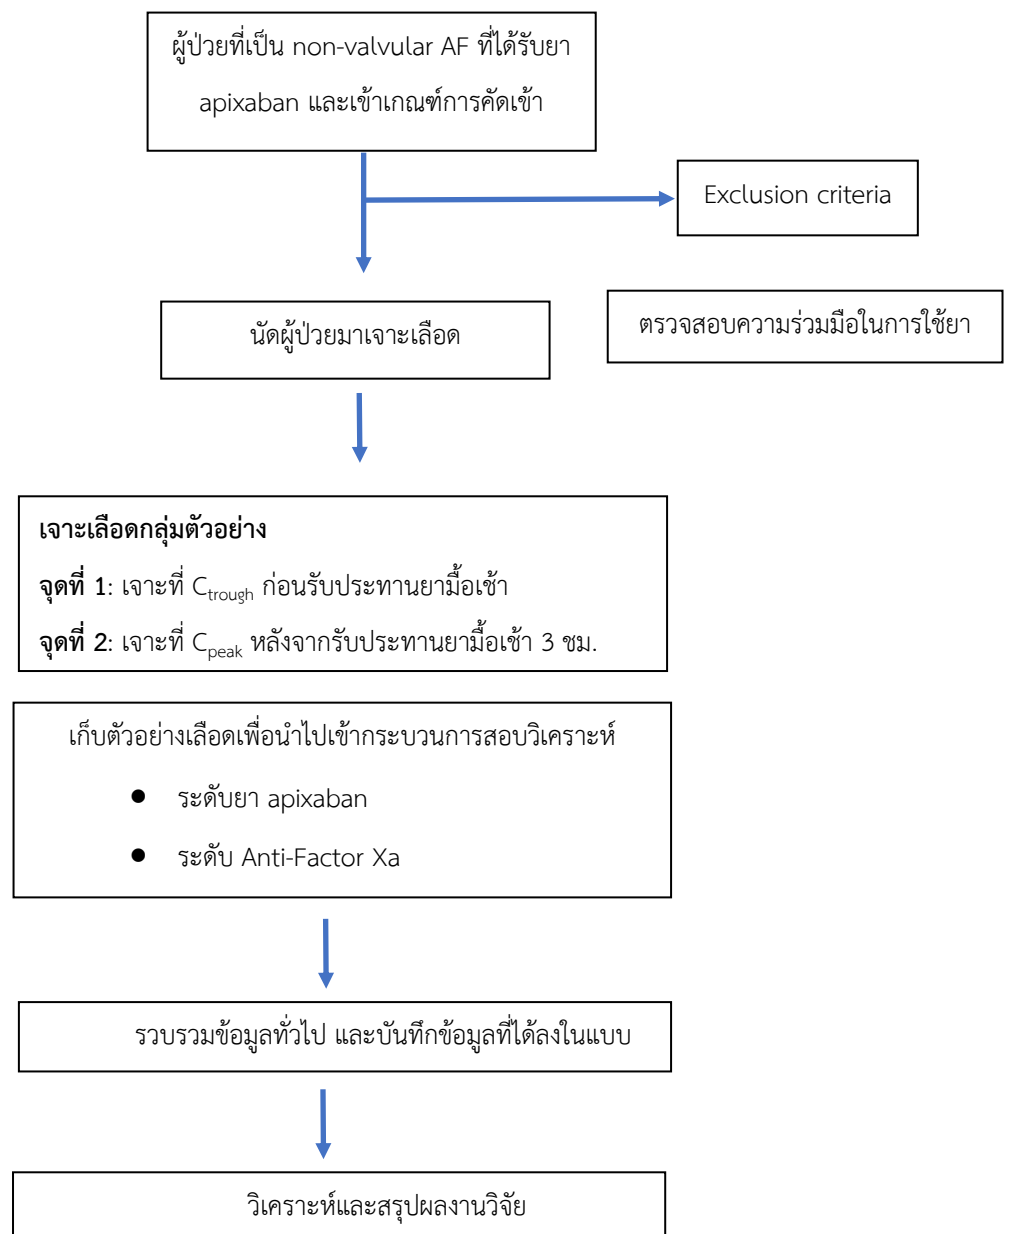 ผู้ป่วยที่เป็น non-valvular AF ที่ได้รับยา
apixaban และเข้าเกณฑ์การคัดเข้า
Exclusion criteria
นัดผู้ป่วยมาเจาะเลือด
ตรวจสอบความร่วมมือในการใช้ยา
เจาะเลือดกลุ่มตัวอย่าง
จุดที่ 1: เจาะที่ Ctrough ก่อนรับประทานยามื้อเช้า
จุดที่ 2: เจาะที่ Cpeak หลังจากรับประทานยามื้อเช้า 3 ชม.
เก็บตัวอย่างเลือดเพื่อนำไปเข้ากระบวนการสอบวิเคราะห์
● ระดับยา apixaban
● ระดับ Anti-Factor Xa
รวบรวมข้อมูลทั่วไป และบันทึกข้อมูลที่ได้ลงในแบบ
วิเคราะห์และสรุปผลงานวิจัย